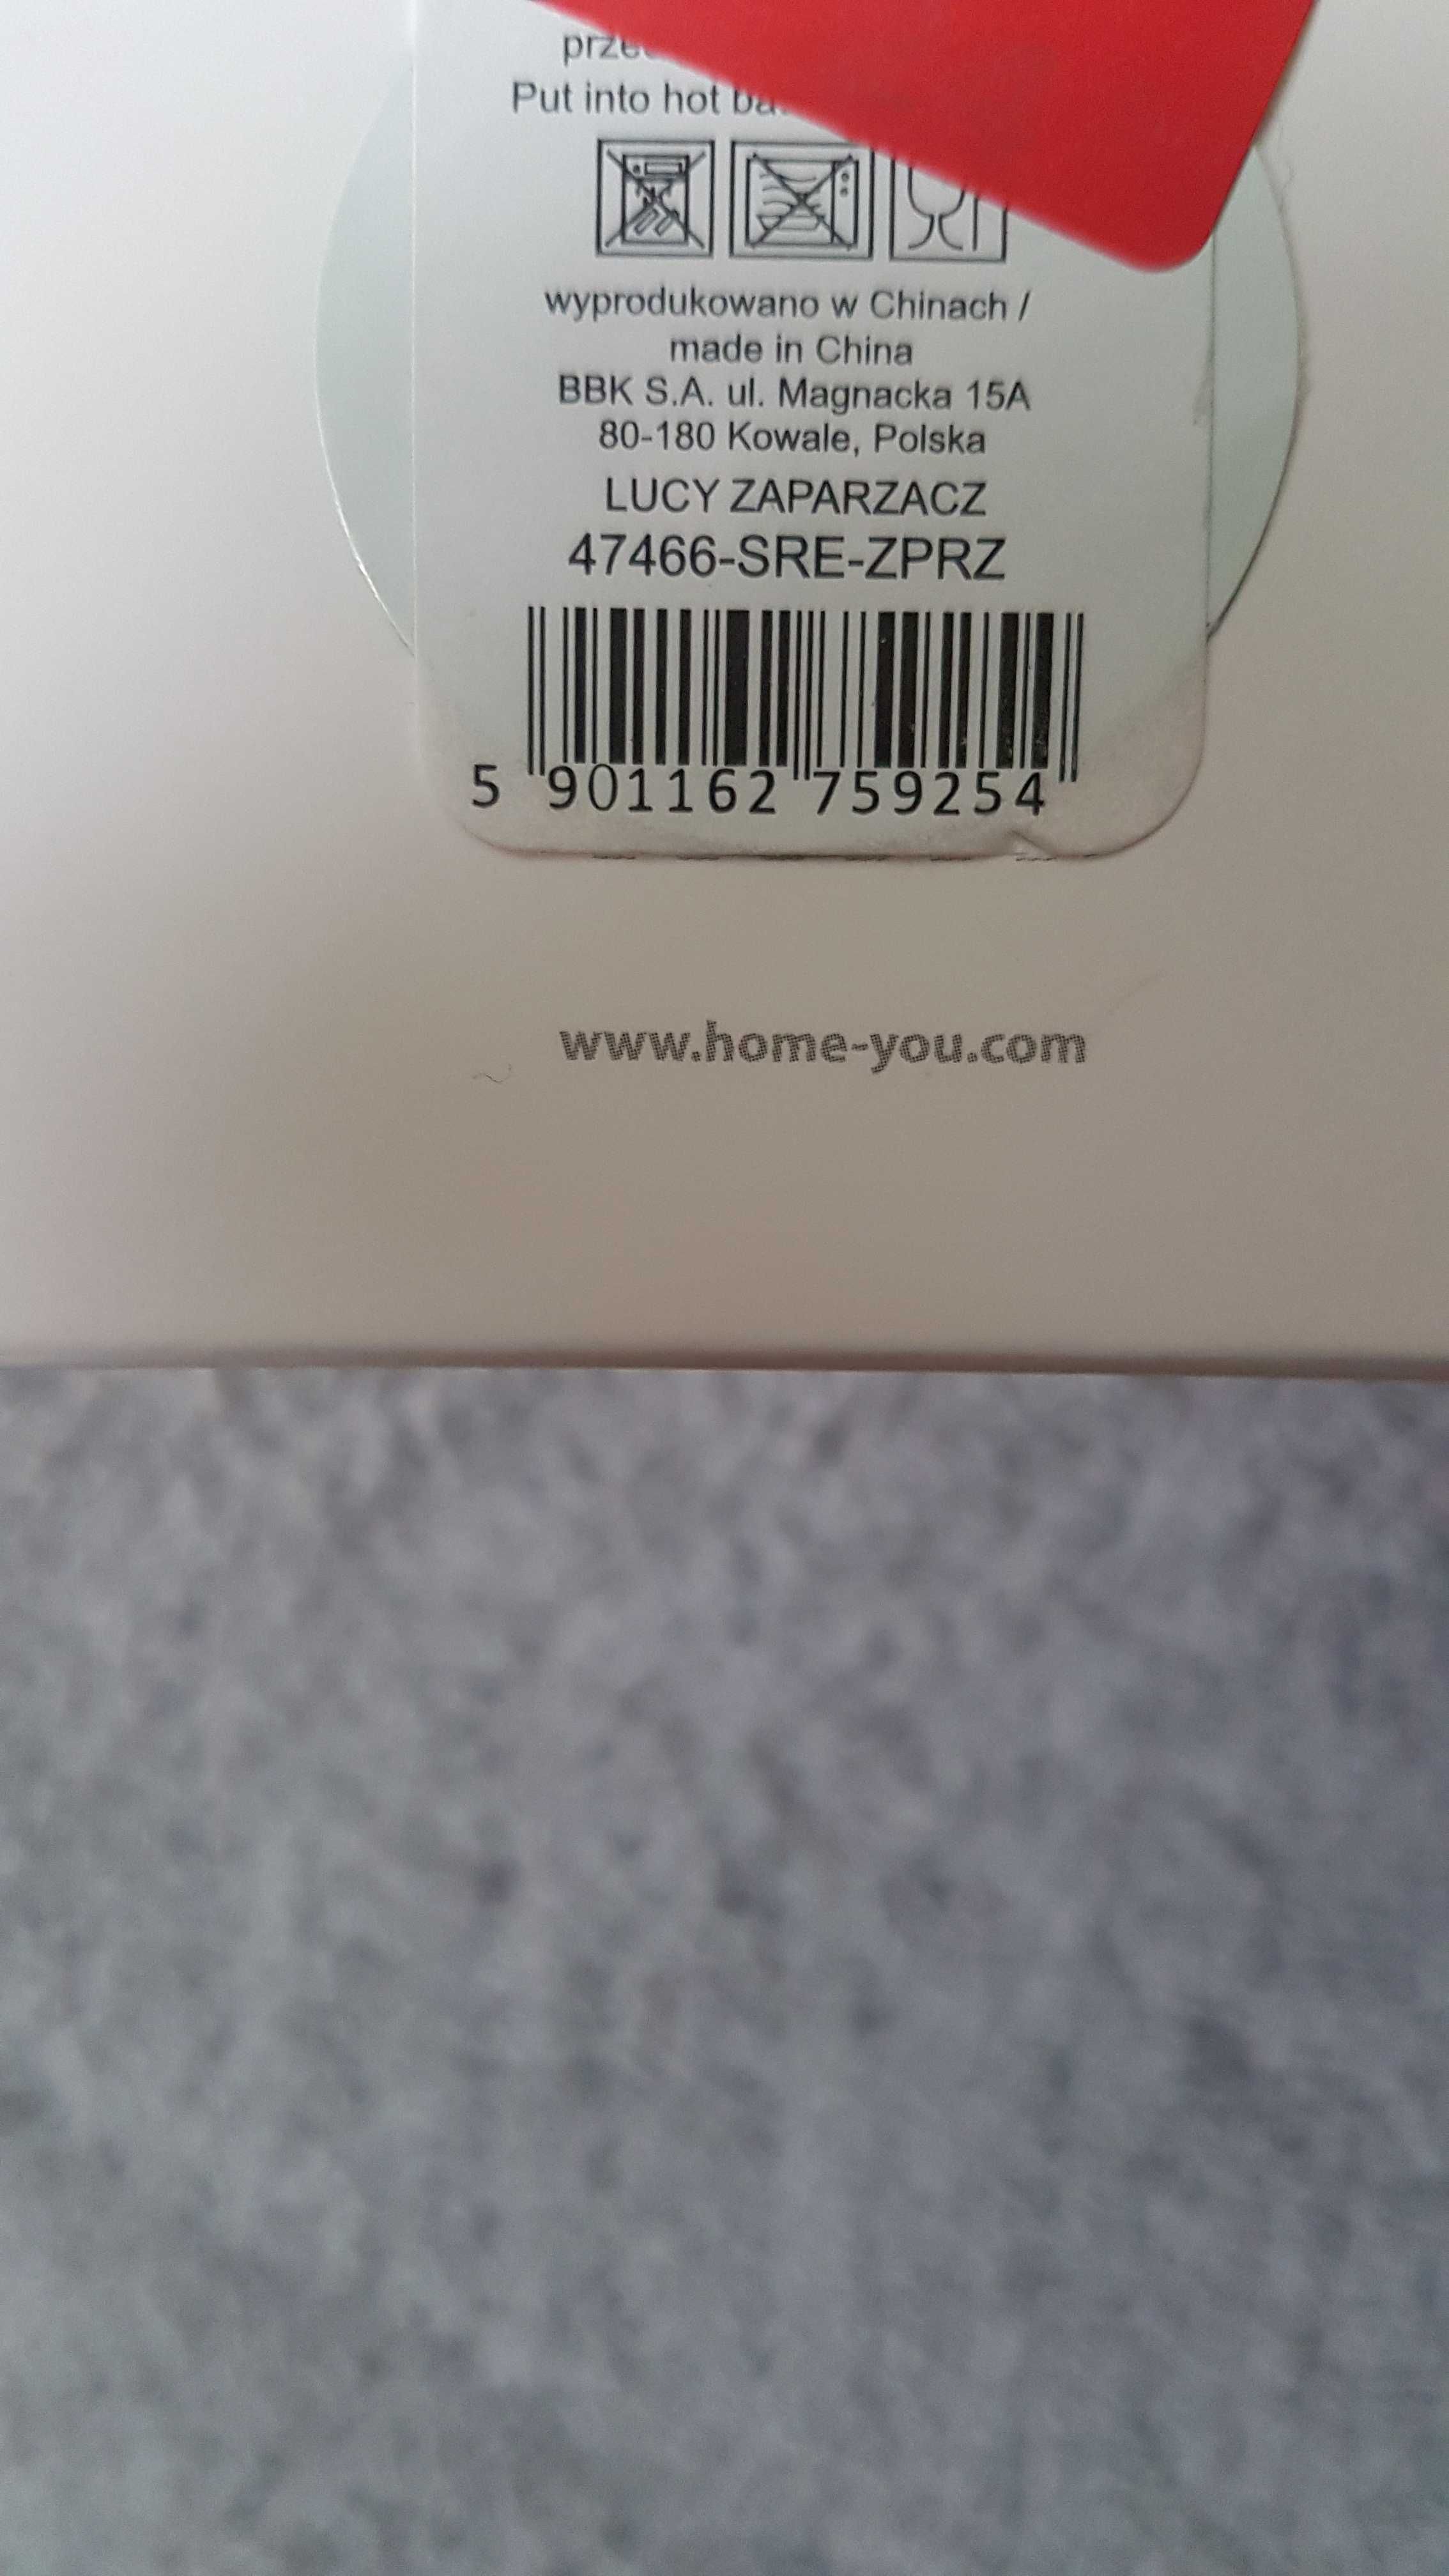 Put into hot
wyprodukowano w Chinach /
made in China
BBK S.A. ul. Magnacka 15A
80-180 Kowale, Polska
LUCY ZAPARZACZ
47466-SRE-ZPRZ
5 901162 759254
www.home-you.com